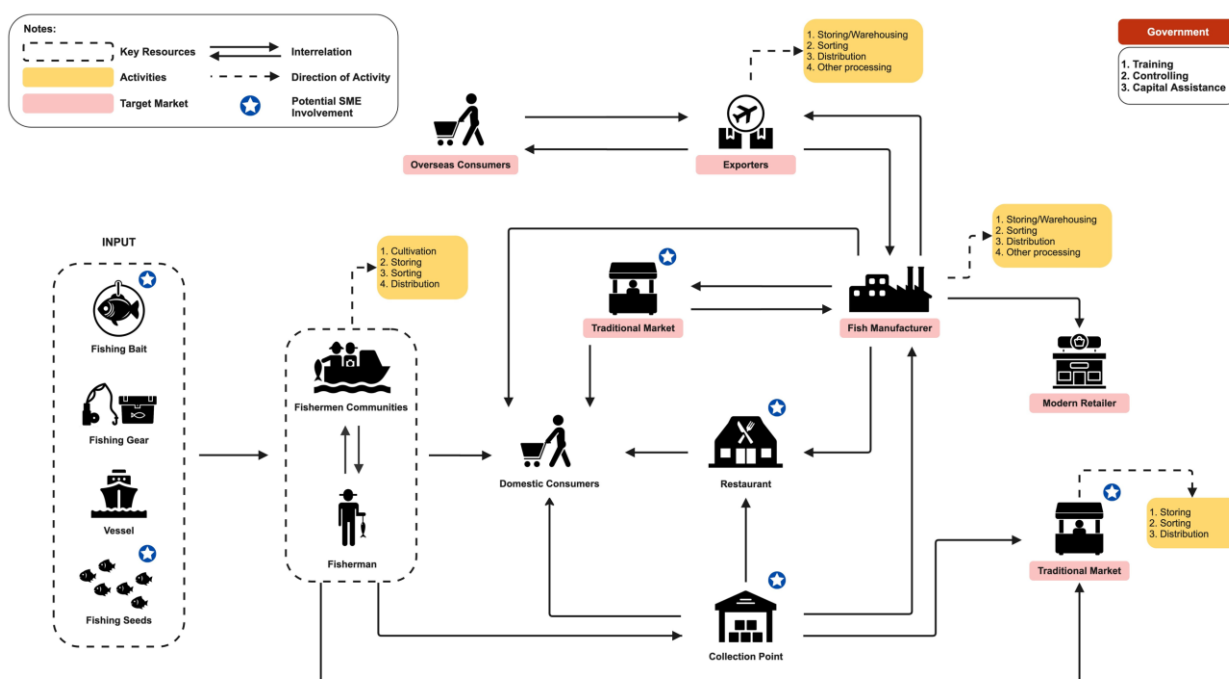 Notes:
Key Resources
Interrelation
Activities
Direction of Activity
Target Market
Potential SME
Involvement
1. Storing/Warehousing
2. Sorting
3. Distribution
4. Other processing
Government
1. Training
2. Controlling
3. Capital Assistance
Overseas Consumers
Exporters
INPUT
1. Cultivation
2. Storing
3. Sorting
4. Distribution
1. Storing/Warehousing
2. Sorting
3. Distribution
4. Other processing
Fishing Bait
Traditional Market
Fish Manufacturer
Fishermen Communities
Modern Retailer
Fishing Gear
Domestic Consumers
Restaurant
Vessel
1. Storing
2. Sorting
3. Distribution
Fisherman
Traditional Market
Fishing Seeds
Collection Point